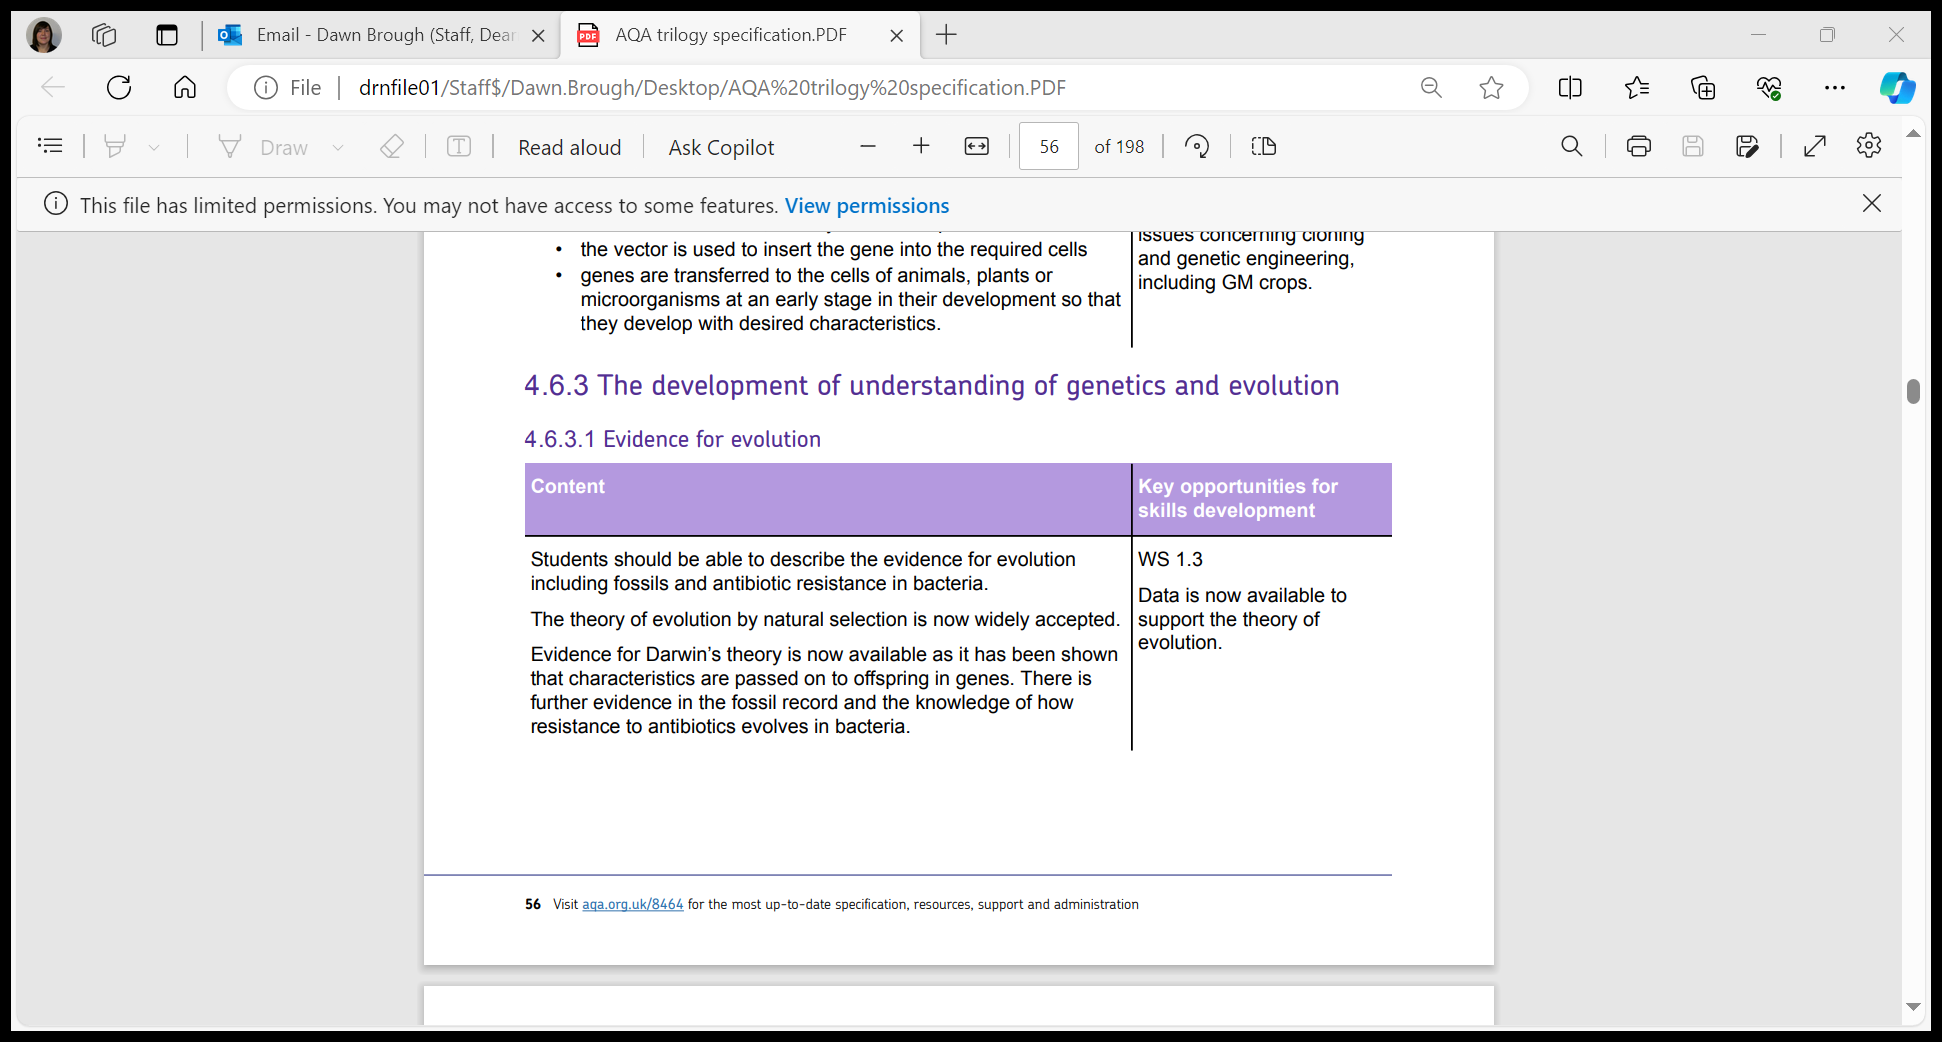 Email - Dawn Brough (Staff, Dear
AQA trilogy specification.PDF
File
drnfile01/Staff$/Dawn.Brough/Desktop/AQA%20trilogy%20specification.PDF
Draw
Read aloud
Ask Copilot
56
of 198
This file has limited permissions. You may not have access to some features. View permissions
• the vector is used to insert the gene into the required cells
• genes are transferred to the cells of animals, plants or
microorganisms at an early stage in their development so that
they develop with desired characteristics.
issues concerning cloning
and genetic engineering,
including GM crops.
4.6.3 The development of understanding of genetics and evolution
4.6.3.1 Evidence for evolution
Content
Key opportunities for
skills development
Students should be able to describe the evidence for evolution
including fossils and antibiotic resistance in bacteria.
The theory of evolution by natural selection is now widely accepted.
Evidence for Darwin's theory is now available as it has been shown
that characteristics are passed on to offspring in genes. There is
further evidence in the fossil record and the knowledge of how
resistance to antibiotics evolves in bacteria.
WS 1.3
Data is now available to
support the theory of
evolution.
56 Visit aqa.org.uk/8464 for the most up-to-date specification, resources, support and administration